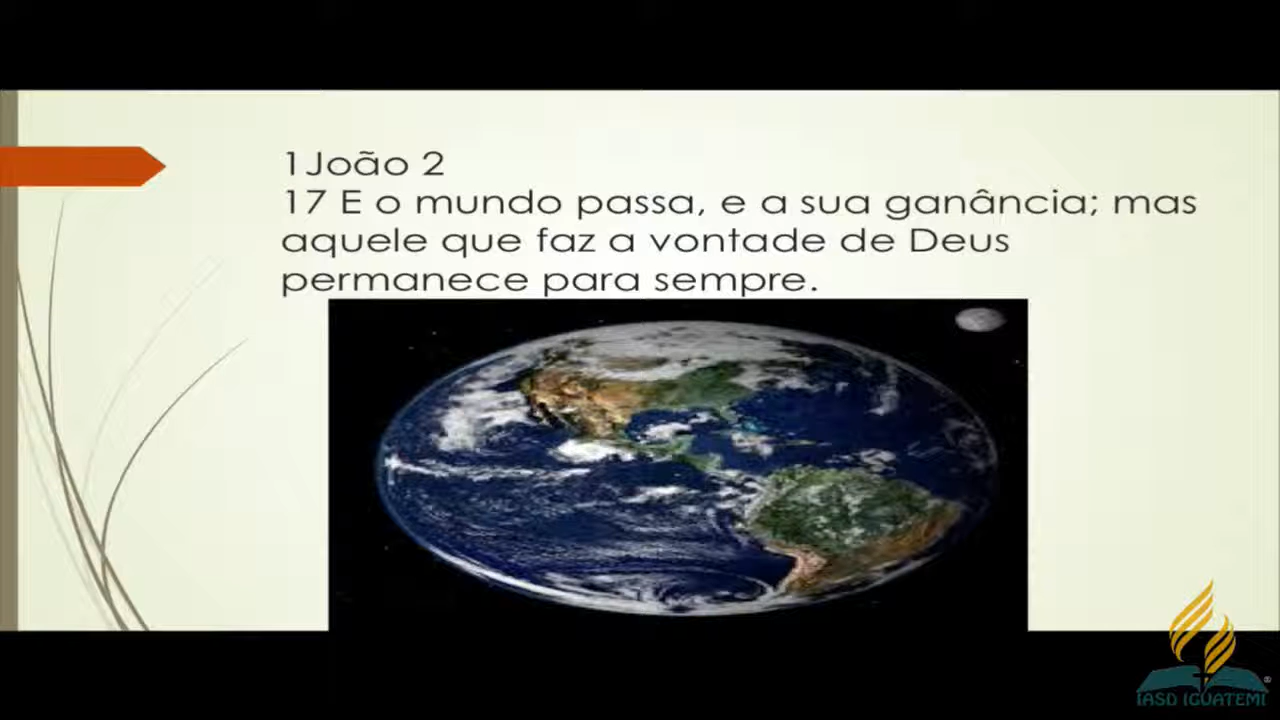 1João 2
17 E o mundo passa, e a sua ganância; mas
aquele que faz a vontade de Deus
permanece para sempre.
IASD IGUATEMI
®